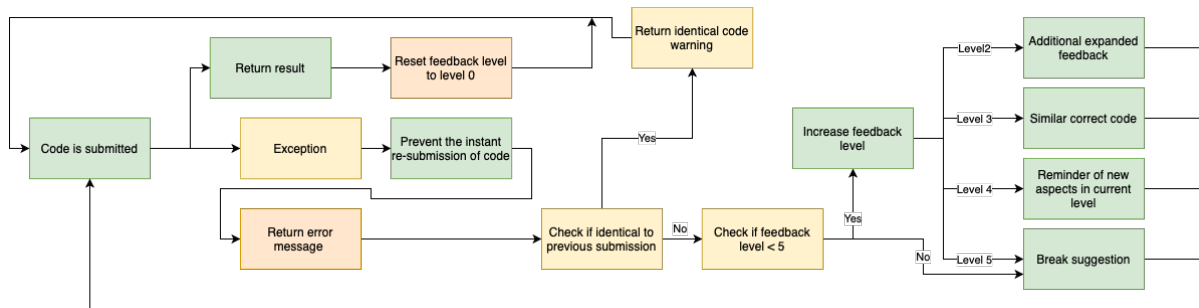 Return identical code
warning
Level2
Additional expanded
feedback
Return result
Reset feedback level
to level 0
Level 3
Similar correct code
Increase feedback
level
Code is submitted
Exception
Prevent the instant
re-submission of code
Yes
Level 4
Reminder of new
aspects in current
level
Return error
message
Check if identical to
previous submission
No
Check if feedback
level < 5
Yes
No
Level 5
Break suggestion